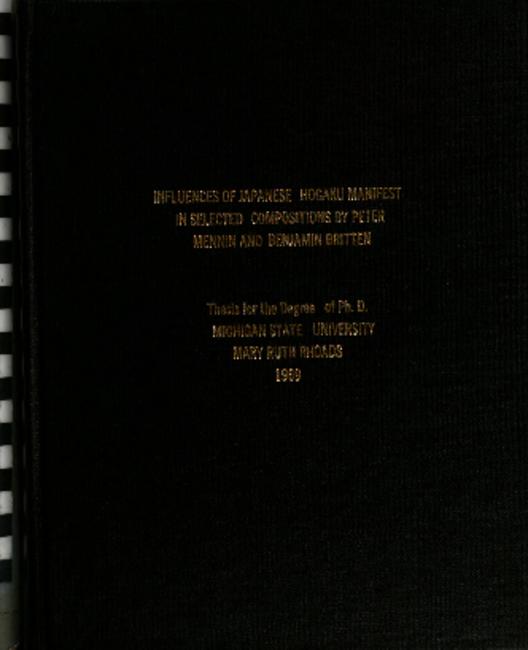 INFLUENCES OF JAPANESE HOGAKU MANIFEST
IN SELECTED COMPOSITIONS BY PETER
MENNIN AND BENJAMIN BRITTEN
Thesis for the Degree of Ph. D.
MICHIGAN STATE UNIVERSITY
MARY RUTH RHOADS
1969